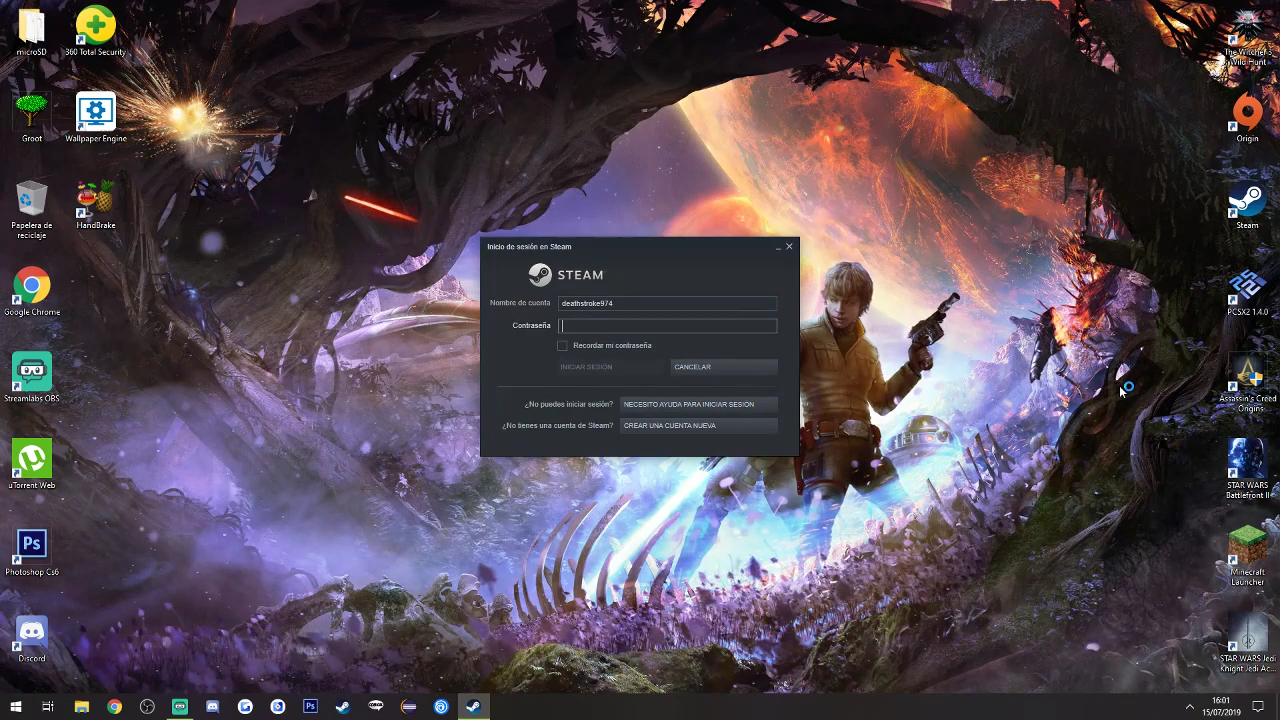 microSD
360 Total Security
Groot
Wallpaper Engine
Papelera de
reciclaje
HandBrake
Google Chrome
Streamlabs OBS
uTorrent Web
Ps
Photoshop Cs6
Discord
Inicio de sesión en Steam
STEAM
Nombre de cuenta
deathstroke974
Contraseña
Recordar mi contraseña
INICIAR SESIÓN
CANCELAR
¿No puedes iniciar sesión?
NECESITO AYUDA PARA INICIAR SESIÓN
¿No tienes una cuenta de Steam?
CREAR UNA CUENTA NUEVA
The Witcher 3
Wild Hunt
Origin
Steam
PCSX2 1.4.0
Assassin's Creed
Origins
STAR WARS
Battlefront II
Minecraft
Launcher
STAR WARS Jedi
Knight Jedi Ac...
Ps
16:01
15/07/2019